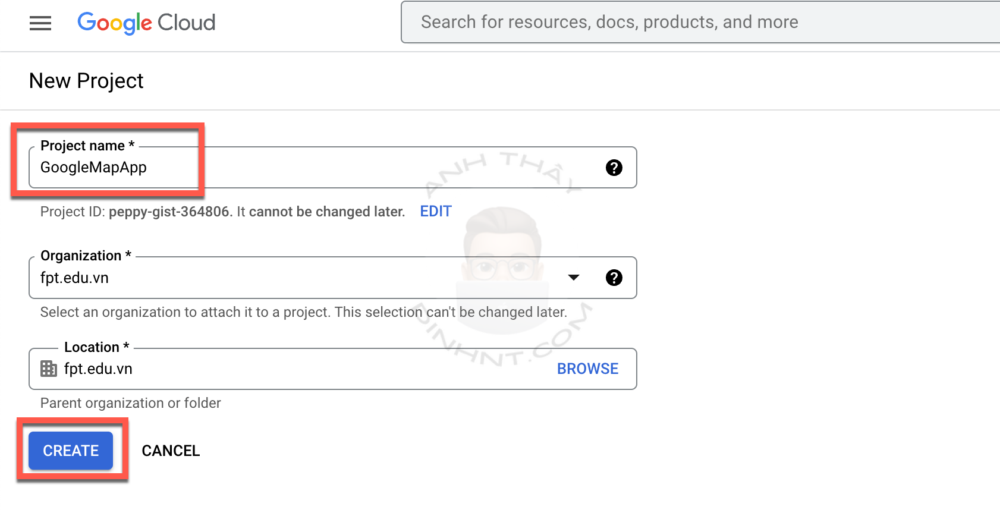 Google Cloud
Search for resources, docs, products, and more
New Project
Project name *
GoogleMapApp
ANH THẦY
Project ID: peppy-gist-364806. It cannot be changed later. EDIT
Organization *
fpt.edu.vn
Select an organization to attach it to a project. This selection can't be changed later.
DINHNT.COM
Location *
fpt.edu.vn
BROWSE
Parent organization or folder
CREATE
CANCEL